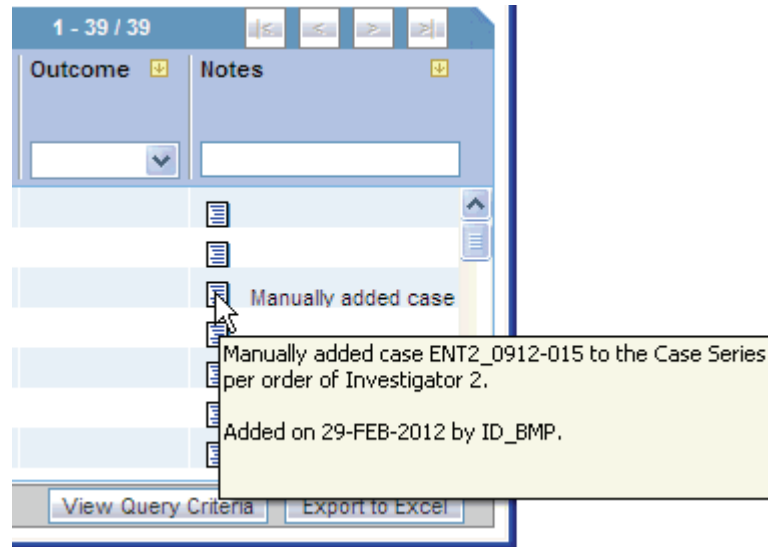 1 - 39 / 39
Outcome Notes
Manually added case
Manually added case ENT2_0912-015 to the Case Series
per order of Investigator 2.
Added on 29-FEB-2012 by ID_BMP.
View Query Criteria Export to Excel